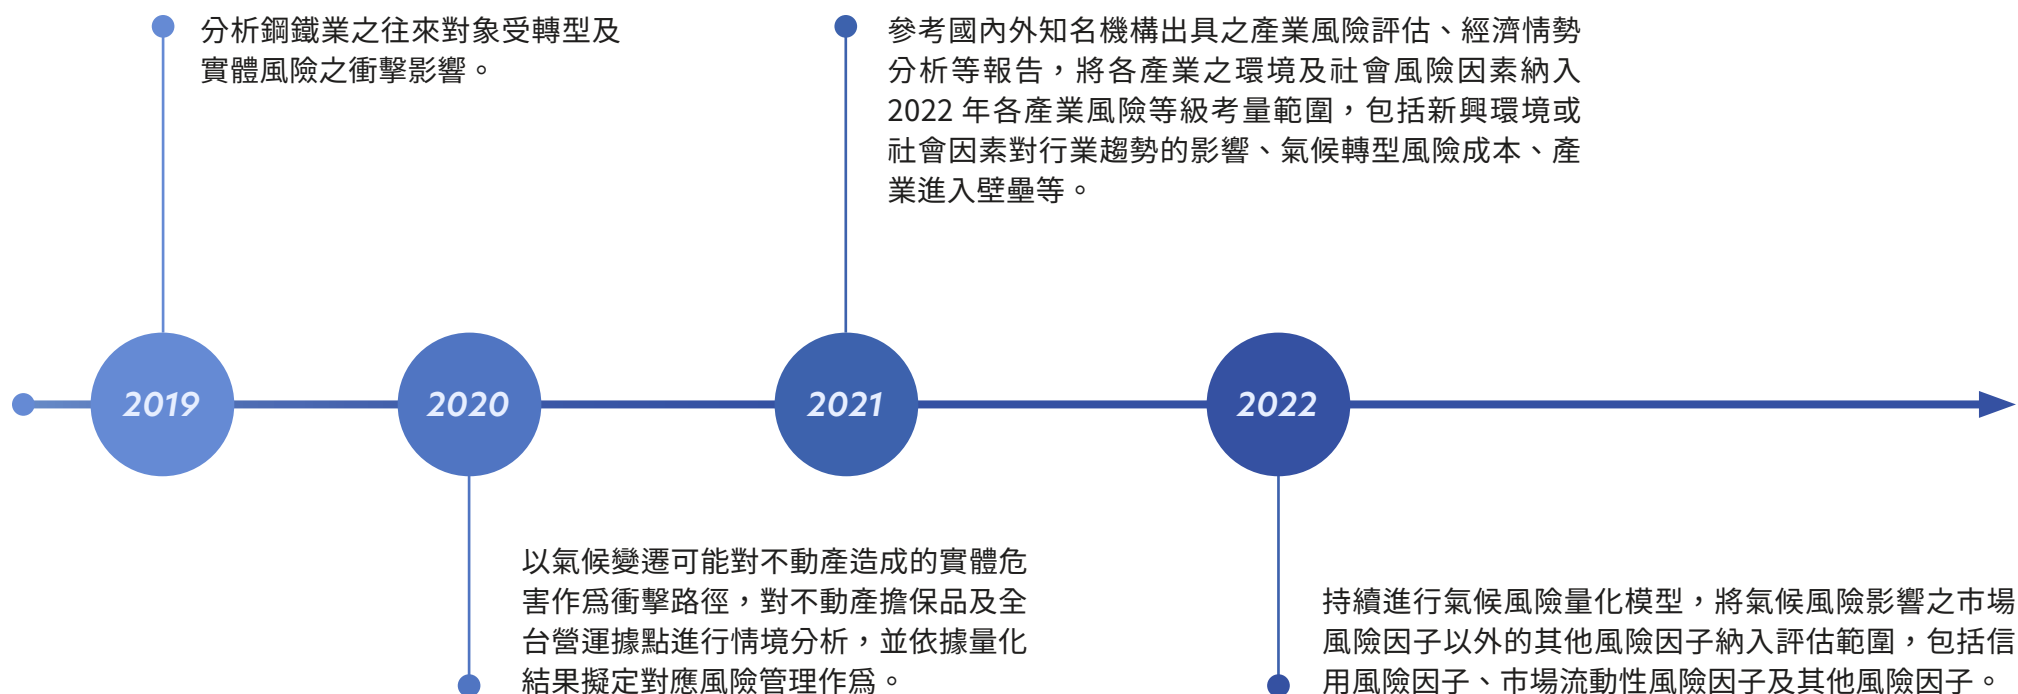 分析鋼鐵業之往來對象受轉型及
實體風險之衝擊影響。
參考國內外知名機構出具之產業風險評估、經濟情勢
分析等報告，將各產業之環境及社會風險因素納入
2022 年各產業風險等級考量範圍，包括新興環境或
社會因素對行業趨勢的影響、氣候轉型風險成本、產
業進入壁壘等。
2019
2020
2021
2022
以氣候變遷可能對不動產造成的實體危
害作爲衝擊路徑，對不動產擔保品及全
台營運據點進行情境分析，並依據量化
結果擬定對應風險管理作爲。
持續進行氣候風險量化模型，將氣候風險影響之市場
風險因子以外的其他風險因子納入評估範圍，包括信
用風險因子、市場流動性風險因子及其他風險因子。